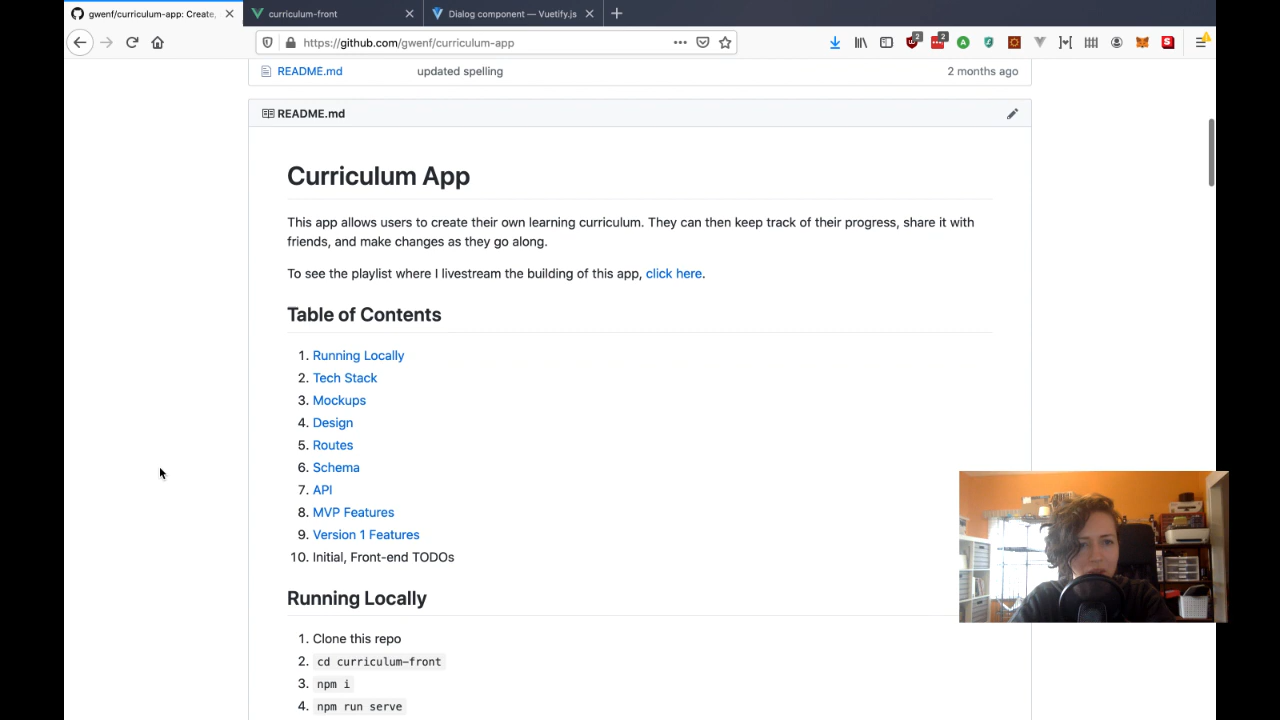 gwenf/curriculum-app: Create,
curriculum-front
Dialog component — Vuetify.js
https://github.com/gwenf/curriculum-app
2
2
README.md
updated spelling
2 months ago
README.md
Curriculum App
This app allows users to create their own learning curriculum. They can then keep track of their progress, share it with
friends, and make changes as they go along.
To see the playlist where I livestream the building of this app, click here.
Table of Contents
1. Running Locally
2. Tech Stack
3. Mockups
4. Design
5. Routes
6. Schema
7. API
8. MVP Features
9. Version 1 Features
10. Initial, Front-end TODOs
Running Locally
1. Clone this repo
2. cd curriculum-front
3. npm i
4. npm run serve